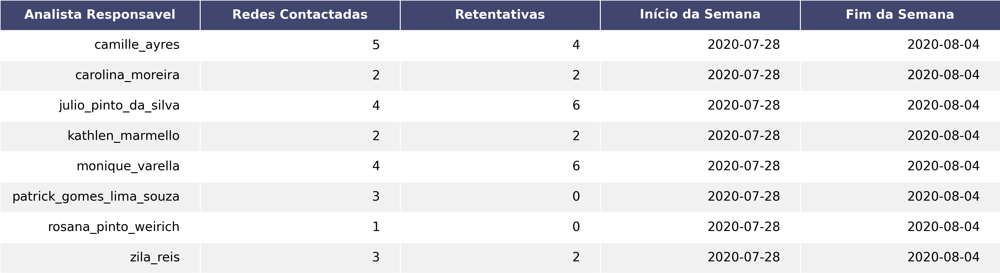 Analista Responsavel Redes Contactadas Retentativas Início da Semana Fim da Semana
camille_ayres 5 4 2020-07-28 2020-08-04
carolina_moreira 2 2 2020-07-28 2020-08-04
julio_pinto_da_silva 4 6 2020-07-28 2020-08-04
kathlen_marmello 2 2 2020-07-28 2020-08-04
monique_varella 4 6 2020-07-28 2020-08-04
patrick_gomes_lima_souza 3 0 2020-07-28 2020-08-04
rosana_pinto_weirich 1 0 2020-07-28 2020-08-04
zila_reis 3 2 2020-07-28 2020-08-04